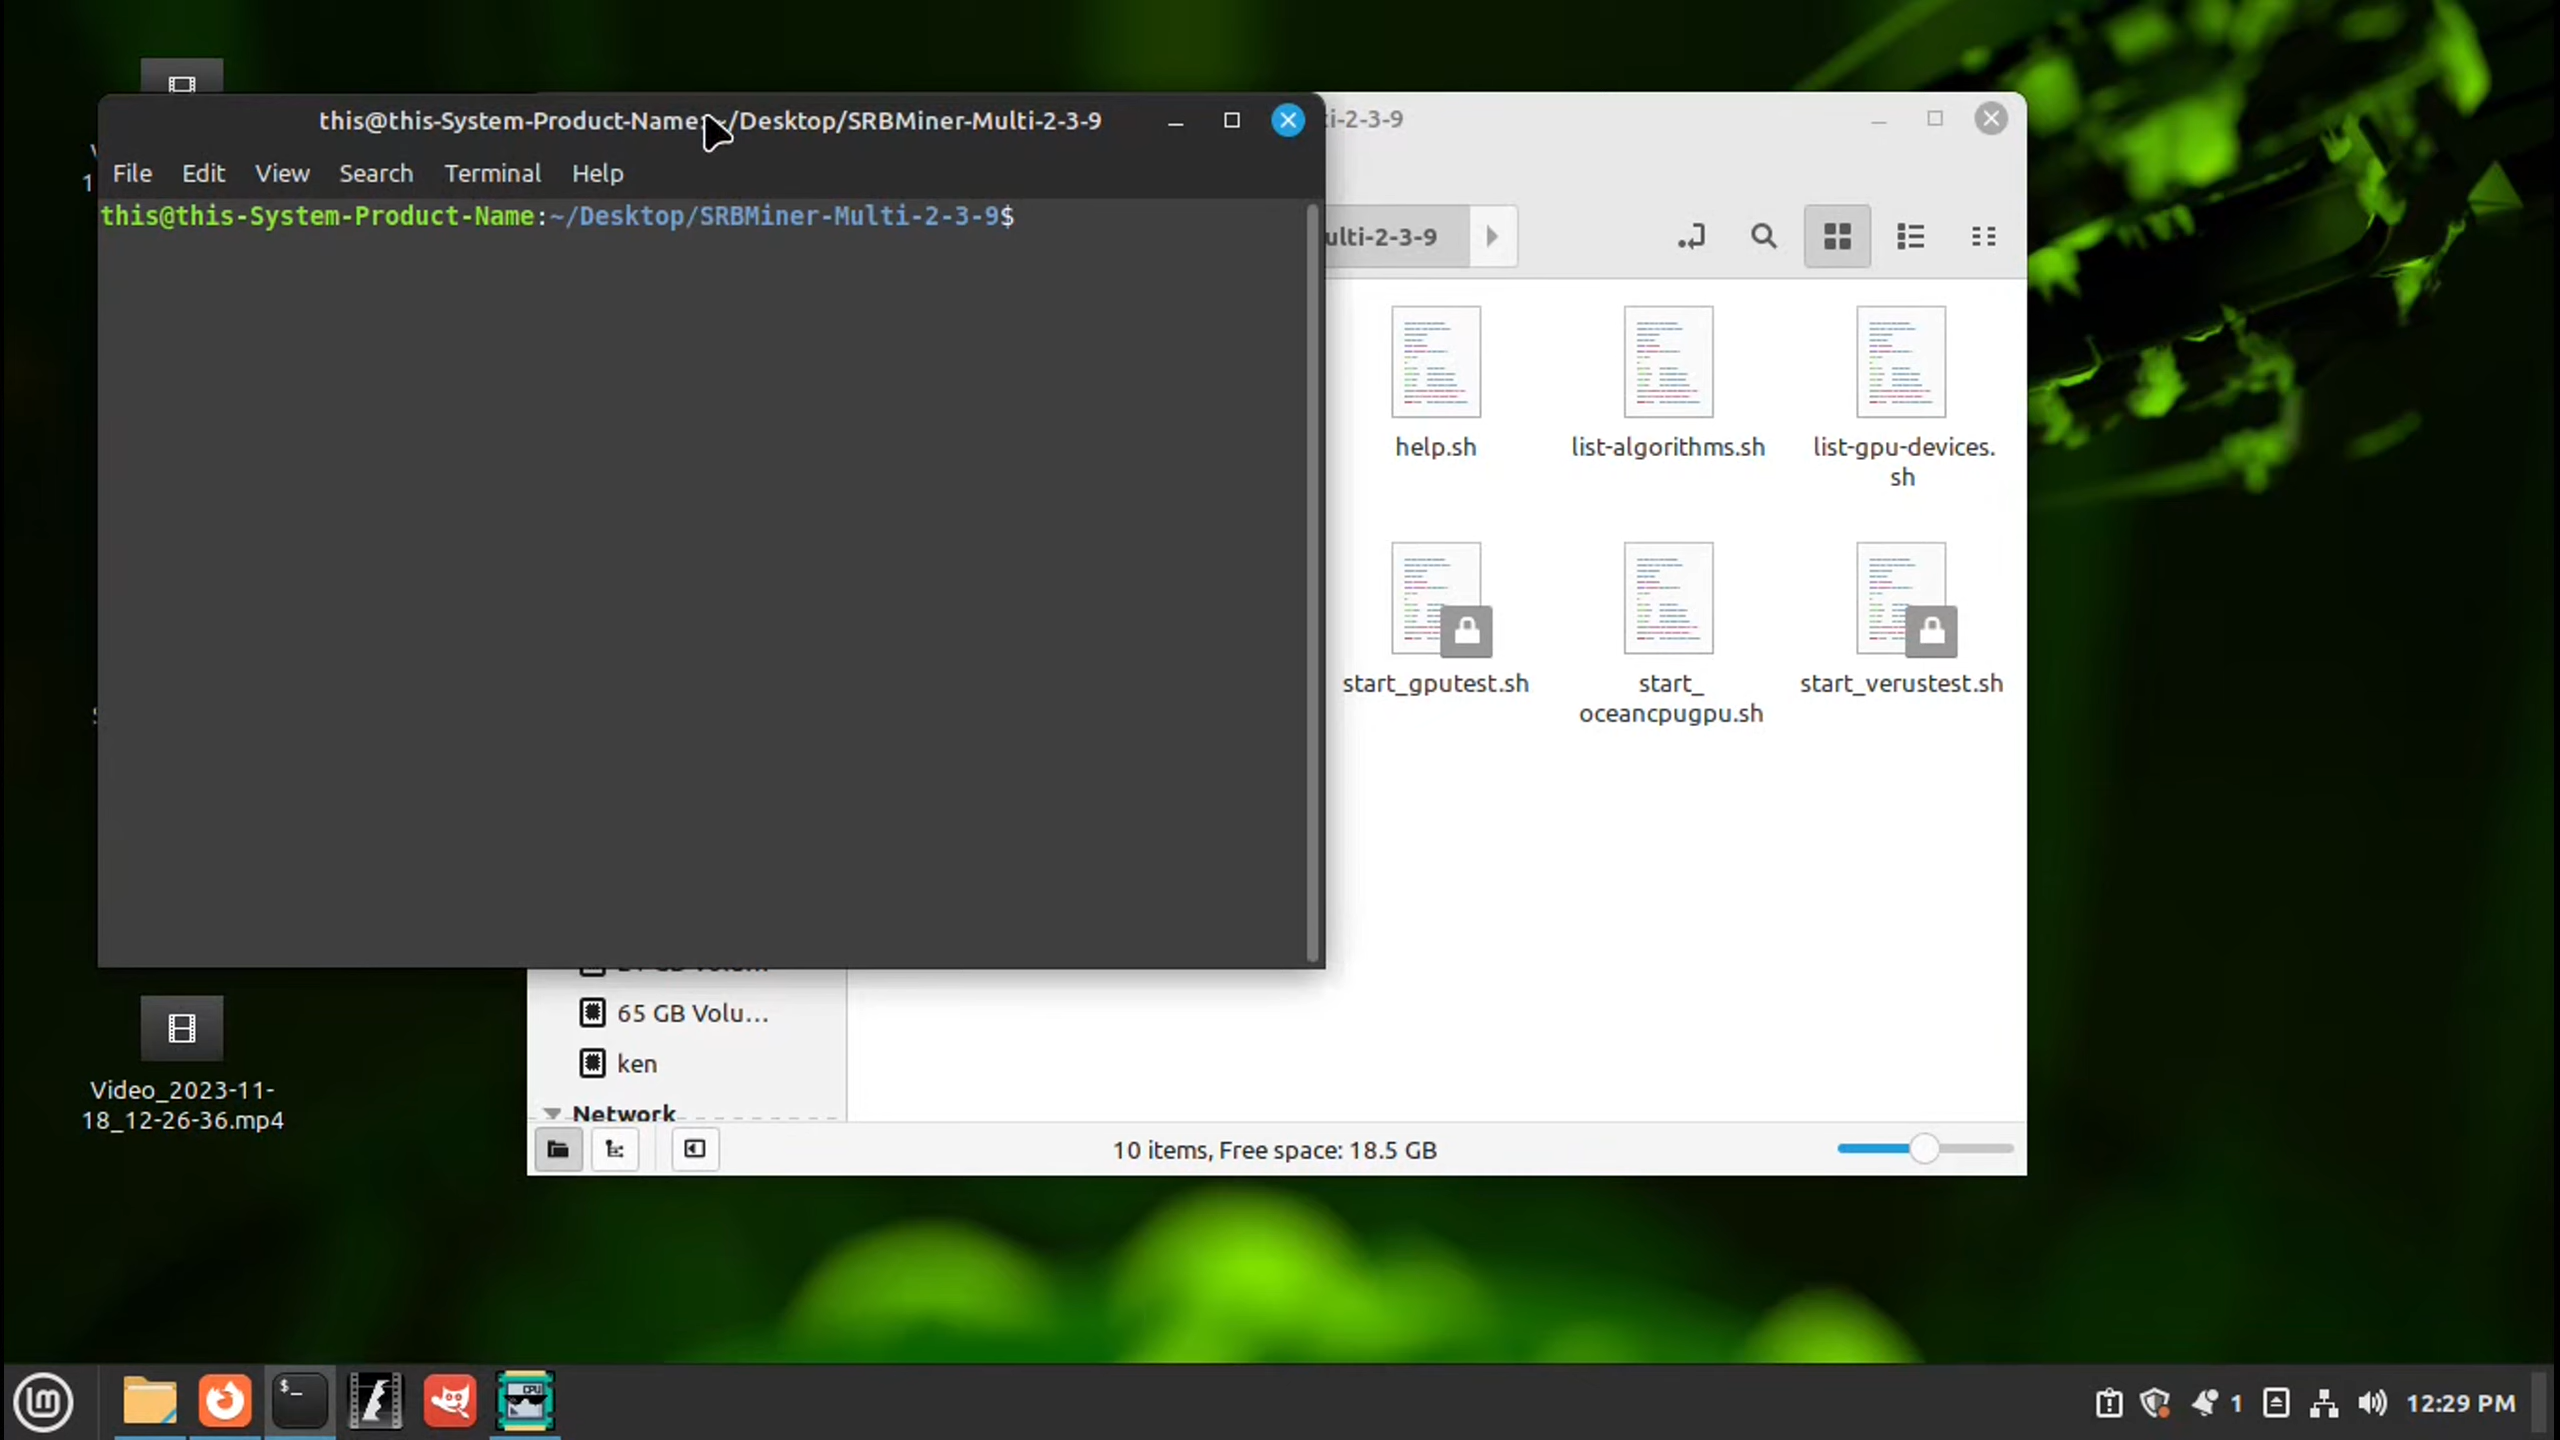 this@this-System-Product-Name:~/Desktop/SRBMiner-Multi-2-3-9
File Edit View Search Terminal Help
this@this-System-Product-Name:~/Desktop/SRBMiner-Multi-2-3-9$
ti-2-3-9
ulti-2-3-9
help.sh
list-algorithms.sh
list-gpu-devices.
sh
start_gputest.sh
start_
oceancpugpu.sh
start_verustest.sh
65 GB Volu...
ken
Network
10 items, Free space: 18.5 GB
Video_2023-11-
18_12-26-36.mp4
$_
CPU
1
12:29 PM